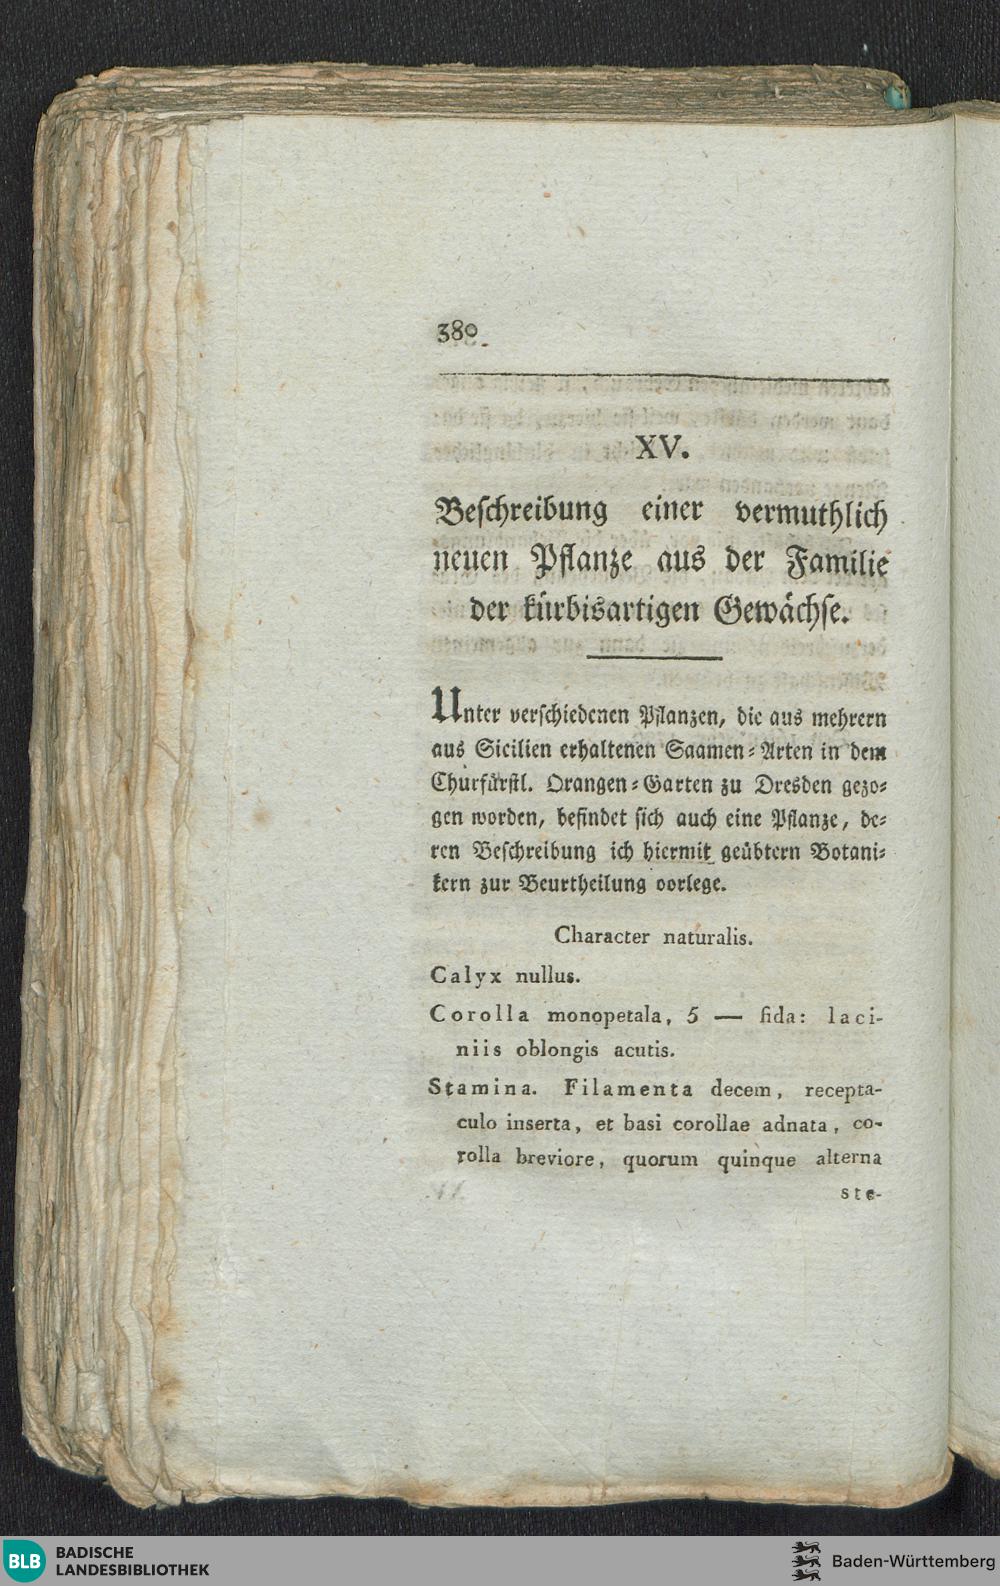 380
XV.
Beschreibung einer vermuthlich
neuen Pflanze aus der Familie
der kürbisartigen Gewächse.
Unter verschiedenen Pflanzen, die aus mehrern
aus Sicilien erhaltenen Saamen-Arten in dem
Churfürstl. Orangen-Garten zu Dresden gezo-
gen worden, befindet sich auch eine Pflanze, de-
ren Beschreibung ich hiermit geübtern Botani-
kern zur Beurtheilung vorlege.
Character naturalis.
Calyx nullus.
Corolla monopetala, 5 — fida: laci-
niis oblongis acutis.
Stamina. Filamenta decem, recepta-
culo inserta, et basi corollae adnata, co-
rolla breviore, quorum quinque alterna
ste-
BLB BADISCHE
LANDESBIBLIOTHEK
Baden-Württemberg